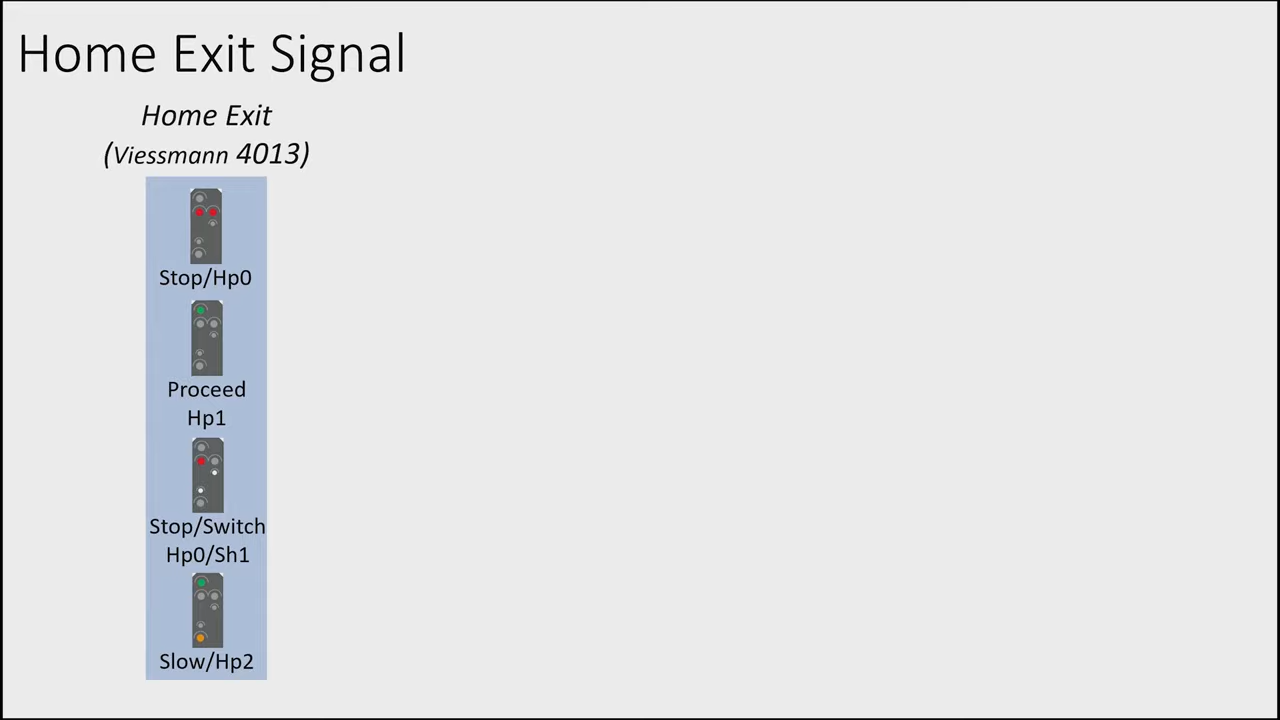 Home Exit Signal
Home Exit
(Viessmann 4013)
Stop/Hp0
Proceed
Hp1
Stop/Switch
Hp0/Sh1
Slow/Hp2